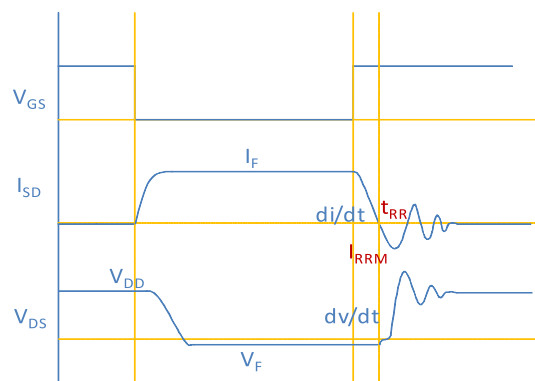 VGS
IF
ISD
tRR
di/dt
IRRM
VDD
VDS
dv/dt
VF